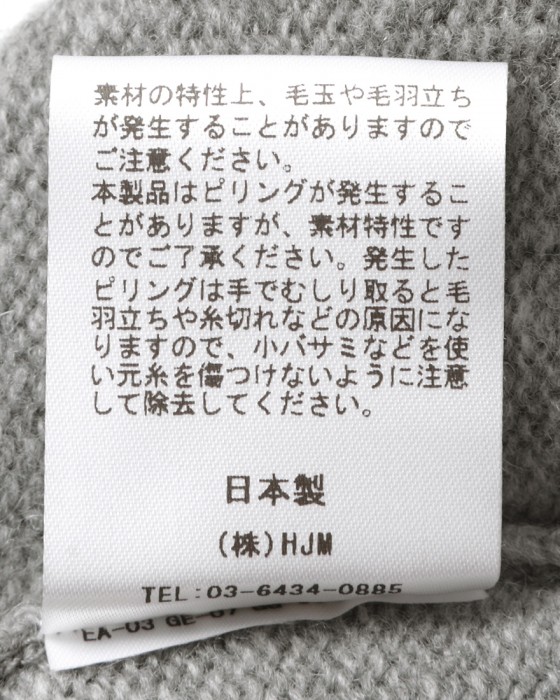 素材の特性上、毛玉や毛羽立ち
が発生することがありますので
ご注意ください。
本製品はピリングが発生するこ
とがありますが、素材特性です
のでご了承ください。発生した
ピリングは手でむしり取ると毛
羽立ちや糸切れなどの原因にな
りますので、小バサミなどを使
い元糸を傷つけないように注意
して除去してください。
日本製
(株)HJM
TEL:03-6434-0885
EA-03 GE-07